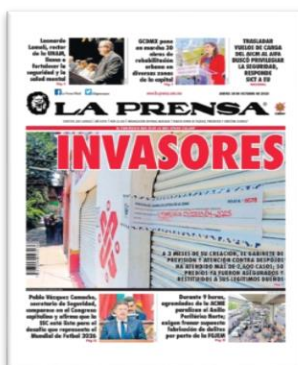 Leonardo
Lomelí, rector
de la UNAM,
llama a
fortalecer la
seguridad y la
salud mental
GCDMX pone
en marcha 20
obras de
rehabilitación
urbana en
diversas zonas
de la capital
TRASLADAR
VUELOS DE CARGA
DEL AICM AL AIFA
BUSCÓ PRIVILEGIAR
LA SEGURIDAD,
RESPONDE
SICT A EU
LA PRENSA
INVASORES
A 3 MESES DE SU CREACIÓN, EL GABINETE DE
PREVENCIÓN Y ATENCIÓN CONTRA DESPOJOS
HA ATENDIDO MÁS DE
PREDIOS YA FUERON ASEGURADOS Y
RESTITUIDOS A SUS LEGÍTIMOS DUEÑOS
Pablo Vázquez Camacho,
secretario de Seguridad,
comparece en el Congreso
capitalino y afirma que la
SSC está lista para el
desafío que representa el
Mundial de Futbol 2026
Durante 9 horas,
agremiados de la ACME
paralizan el Anillo
Periférico Norte;
exigen frenar supuesta
fabricación de delitos
por parte de la FGJEM